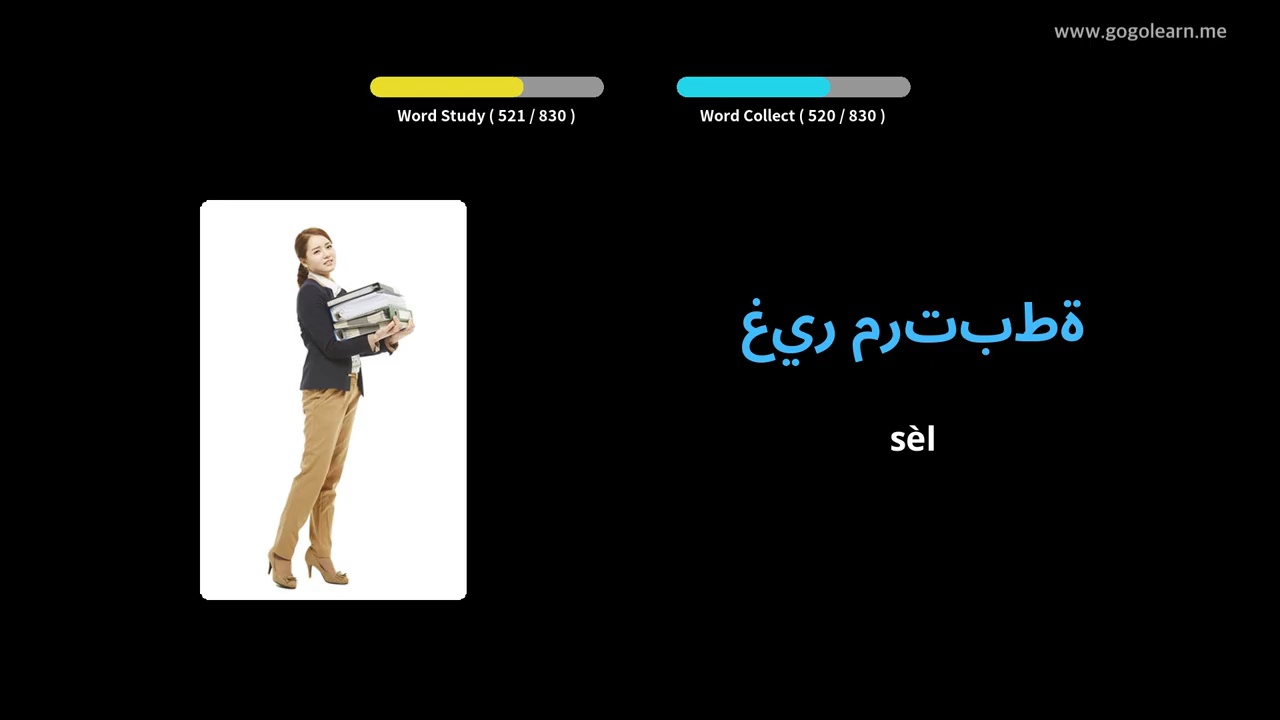 www.gogolearn.me
Word Study ( 521 / 830 )
Word Collect ( 520 / 830 )
غير مرتبطة
sèl